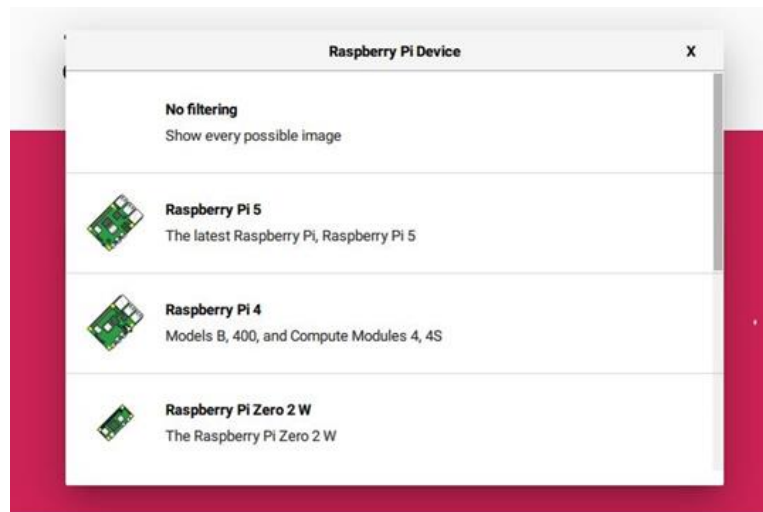 Raspberry Pi Device
X
No filtering
Show every possible image
Raspberry Pi 5
The latest Raspberry Pi, Raspberry Pi 5
Raspberry Pi 4
Models B, 400, and Compute Modules 4, 4S
Raspberry Pi Zero 2 W
The Raspberry Pi Zero 2 W